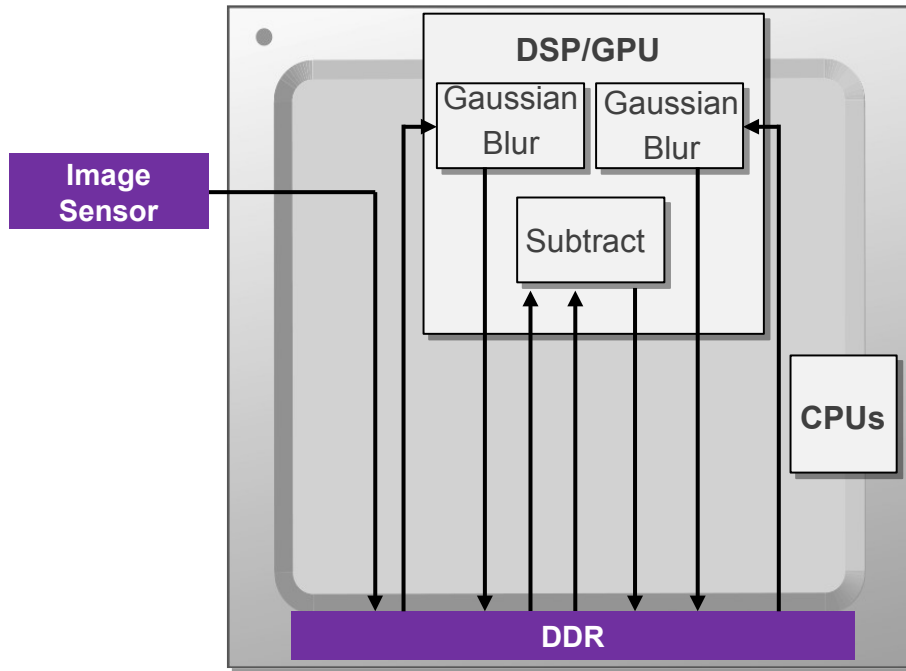 DSP/GPU
Gaussian
Blur
Gaussian
Blur
Image
Sensor
Subtract
CPUs
DDR